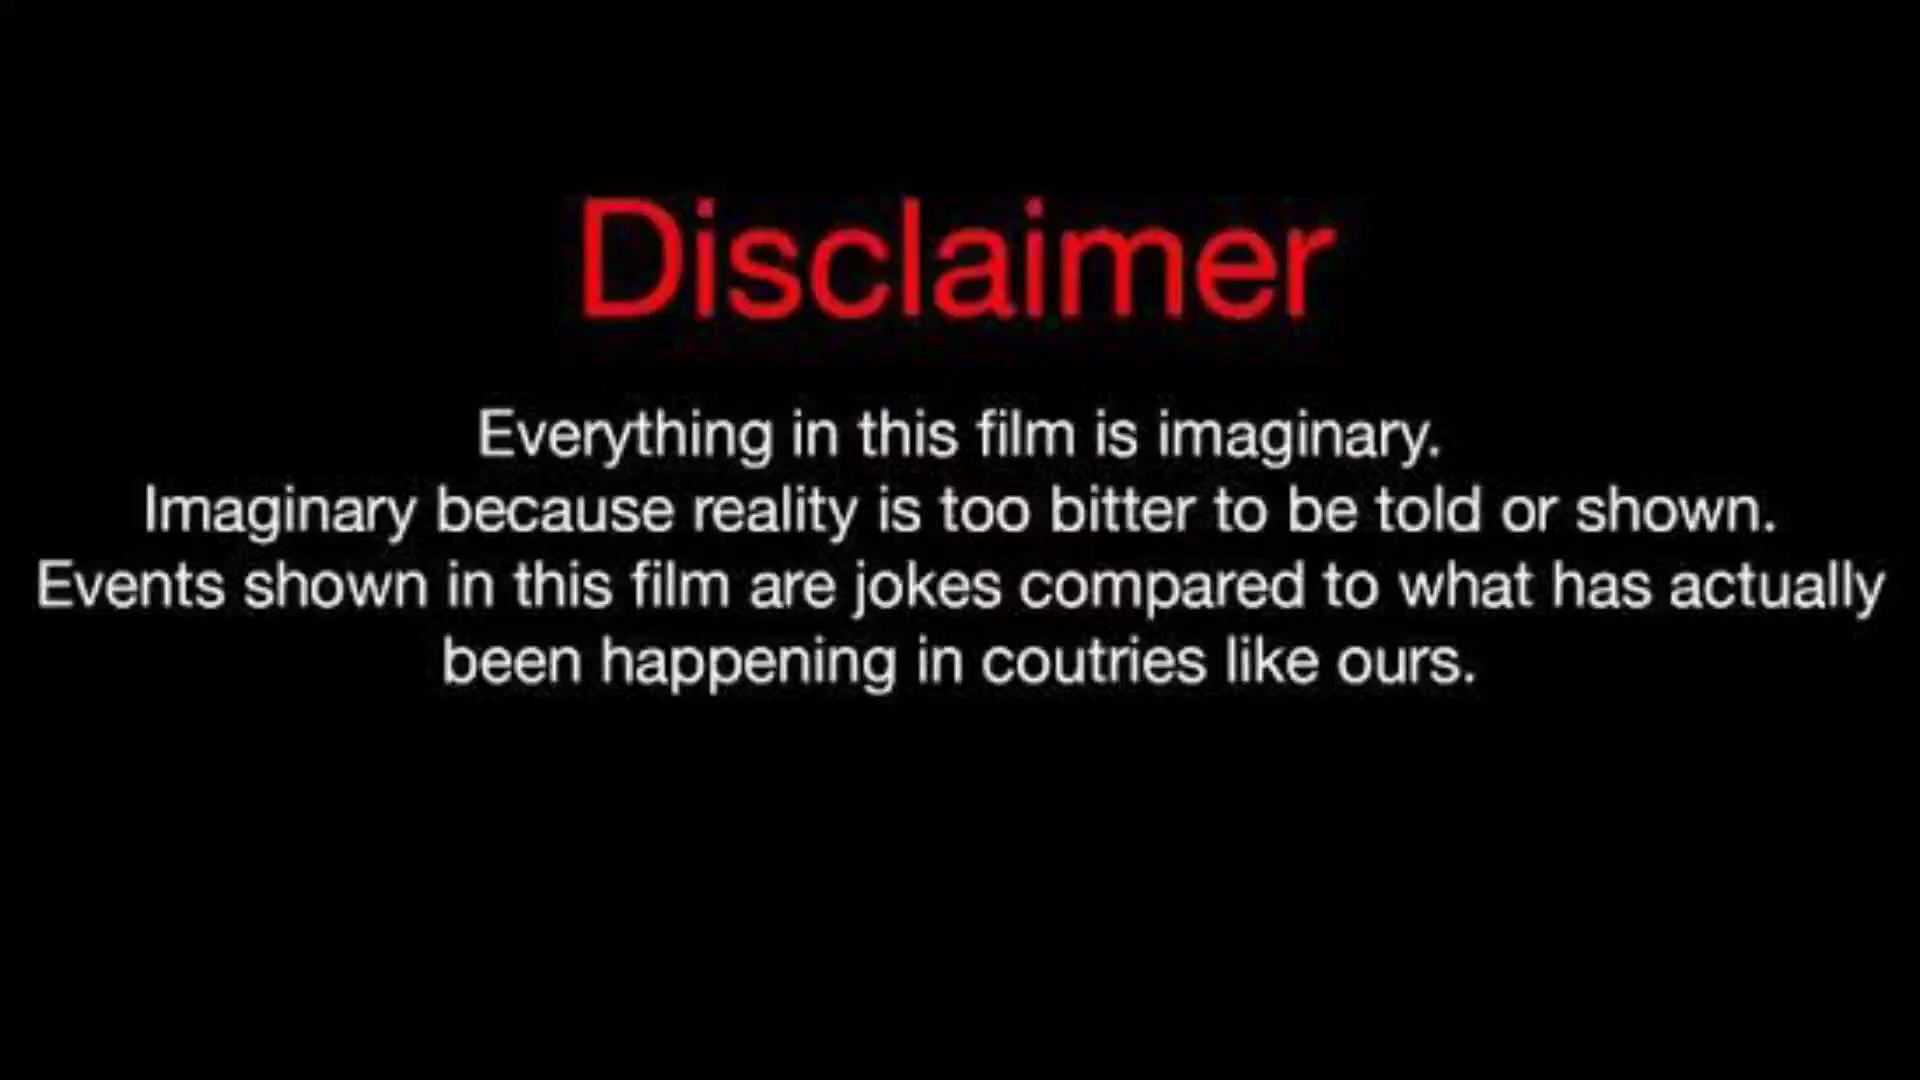 Disclaimer
Everything in this film is imaginary.
Imaginary because reality is too bitter to be told or shown.
Events shown in this film are jokes compared to what has actually
been happening in coutries like ours.